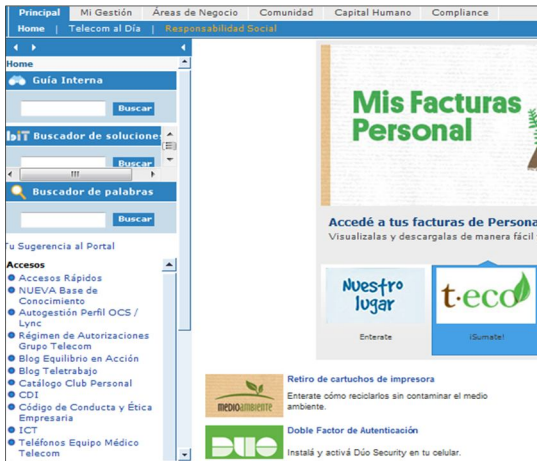 Principal Mi Gestión Áreas de Negocio Comunidad Capital Humano Compliance
Home | Telecom al Día | Responsabilidad Social
Home
Guía Interna
Buscar
biT Buscador de soluciones
Buscar
Buscador de palabras
Buscar
Tu Sugerencia al Portal
Accesos
Accesos Rápidos
NUEVA Base de
Conocimiento
Autogestión Perfil OCS /
Lync
Régimen de Autorizaciones
Grupo Telecom
Blog Equilibrio en Acción
Blog Teletrabajo
Catálogo Club Personal
CDI
Código de Conducta y Ética
Empresaria
ICT
Teléfonos Equipo Médico
Telecom
Mis Facturas
Personal
Accedé a tus facturas de Persona
Visualizalas y descargalas de manera fácil
Nuestro
lugar
Enterate
t·eco
¡Sumate!
MEDIOAMBIENTE
Retiro de cartuchos de impresora
Enterate cómo reciclarlos sin contaminar el medio
ambiente.
DUO
Doble Factor de Autenticación
Instalá y activá Dúo Security en tu celular.